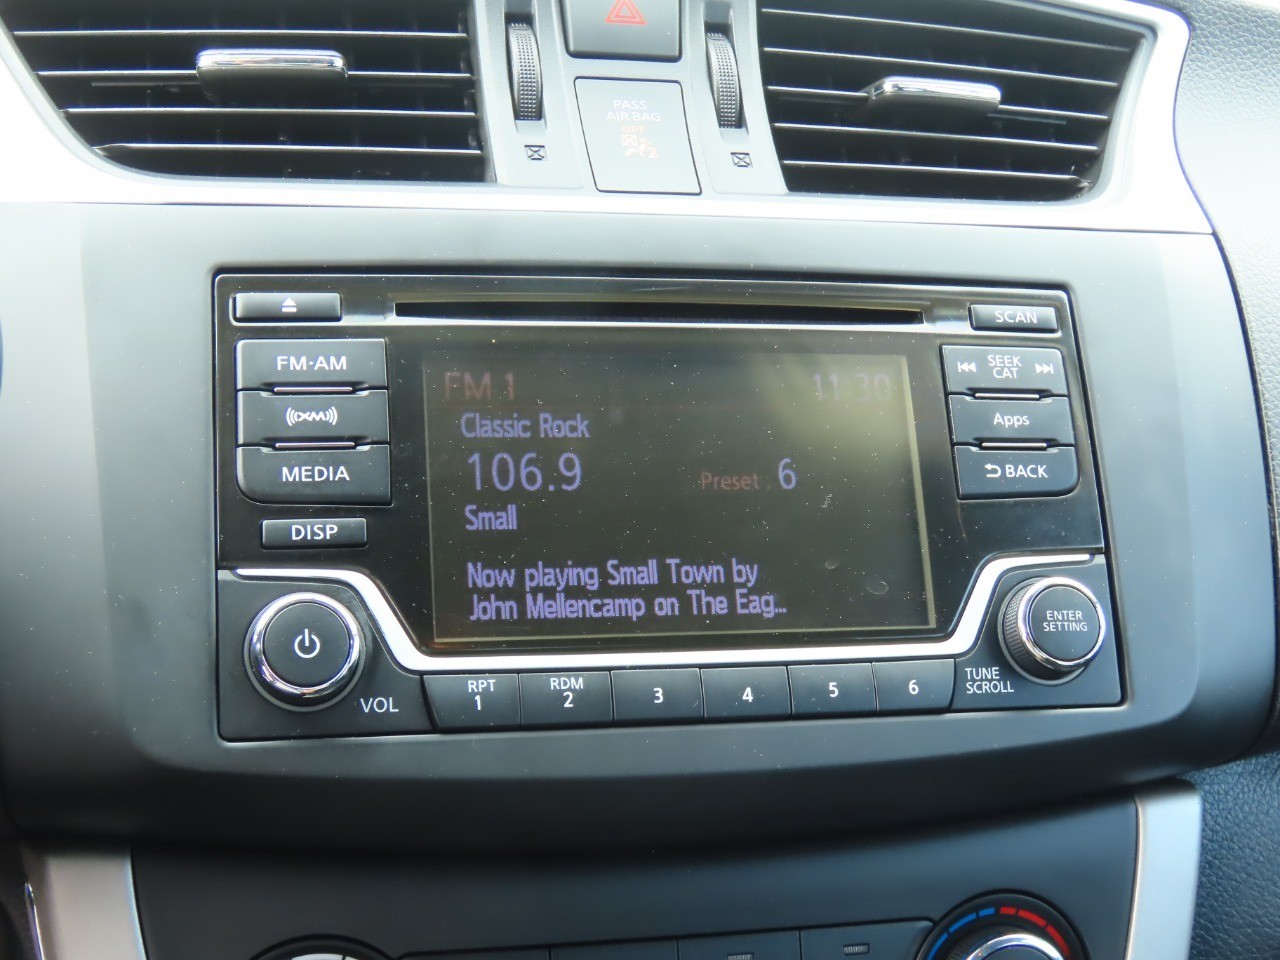 PASS
AIR BAG
OFF
2
SCAN
FM·AM
SEEK
CAT
XM
Apps
MEDIA
BACK
DISP
FM 1
11:30
Classic Rock
106.9
Preset 6
Small
Now playing Small Town by
John Mellencamp on The Eag...
VOL
RPT
1
RDM
2
3
4
5
6
TUNE
SCROLL
ENTER
SETTING